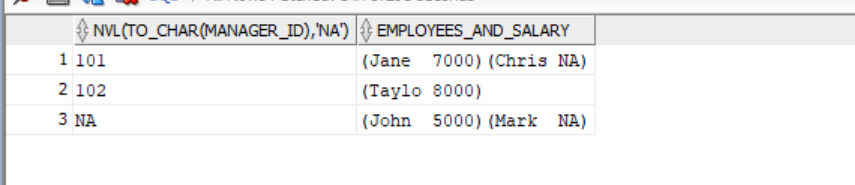 NVL(TO_CHAR(MANAGER_ID),'NA') EMPLOYEES_AND_SALARY
1 101 (Jane  7000)(Chris NA)
2 102 (Taylo 8000)
3 NA (John  5000)(Mark  NA)